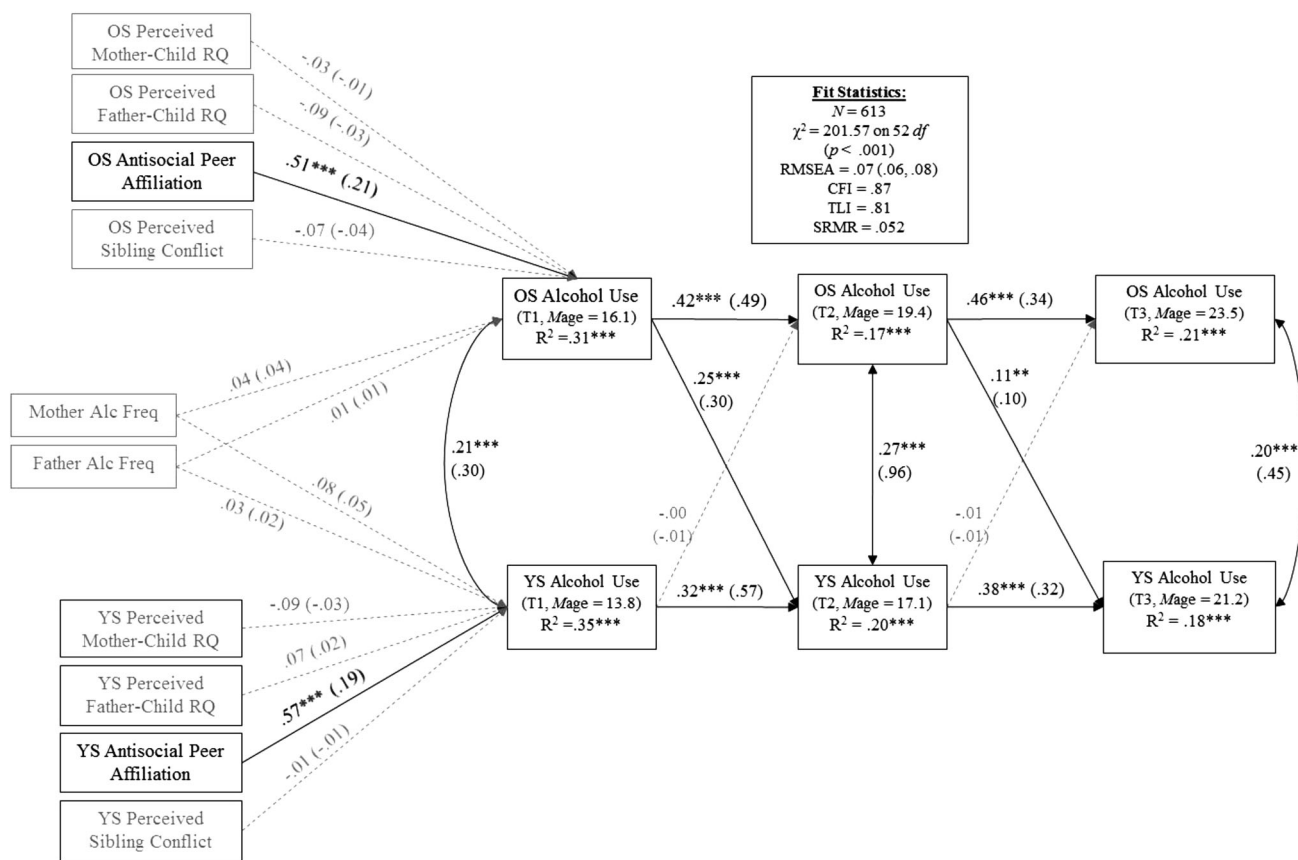 OS Perceived
Mother-Child RQ
OS Perceived
Father-Child RQ
OS Antisocial Peer
Affiliation
OS Perceived
Sibling Conflict
-.03 (-.01)
-.09 (-.03)
.51*** (.21)
-.07 (-.04)
Fit Statistics:
N = 613
χ² = 201.57 on 52 df
(p < .001)
RMSEA = .07 (.06, .08)
CFI = .87
TLI = .81
SRMR = .052
OS Alcohol Use
(T1, Mage = 16.1)
R² =.31***
.42*** (.49)
OS Alcohol Use
(T2, Mage = 19.4)
R² =.17***
.46*** (.34)
OS Alcohol Use
(T3, Mage = 23.5)
R² = .21***
Mother Alc Freq
Father Alc Freq
.04 (.04)
.01 (.01)
.08 (.05)
.03 (.02)
.21***
(.30)
.25***
(.30)
-.00
(-.01)
.27***
(.96)
.11**
(.10)
-.01
(-.01)
.20***
(.45)
YS Alcohol Use
(T1, Mage = 13.8)
R² =.35***
.32*** (.57)
YS Alcohol Use
(T2, Mage = 17.1)
R² = .20***
.38*** (.32)
YS Alcohol Use
(T3, Mage = 21.2)
R² = .18***
YS Perceived
Mother-Child RQ
YS Perceived
Father-Child RQ
YS Antisocial Peer
Affiliation
YS Perceived
Sibling Conflict
-.09 (-.03)
.07 (.02)
.57*** (.19)
-.01 (-.01)